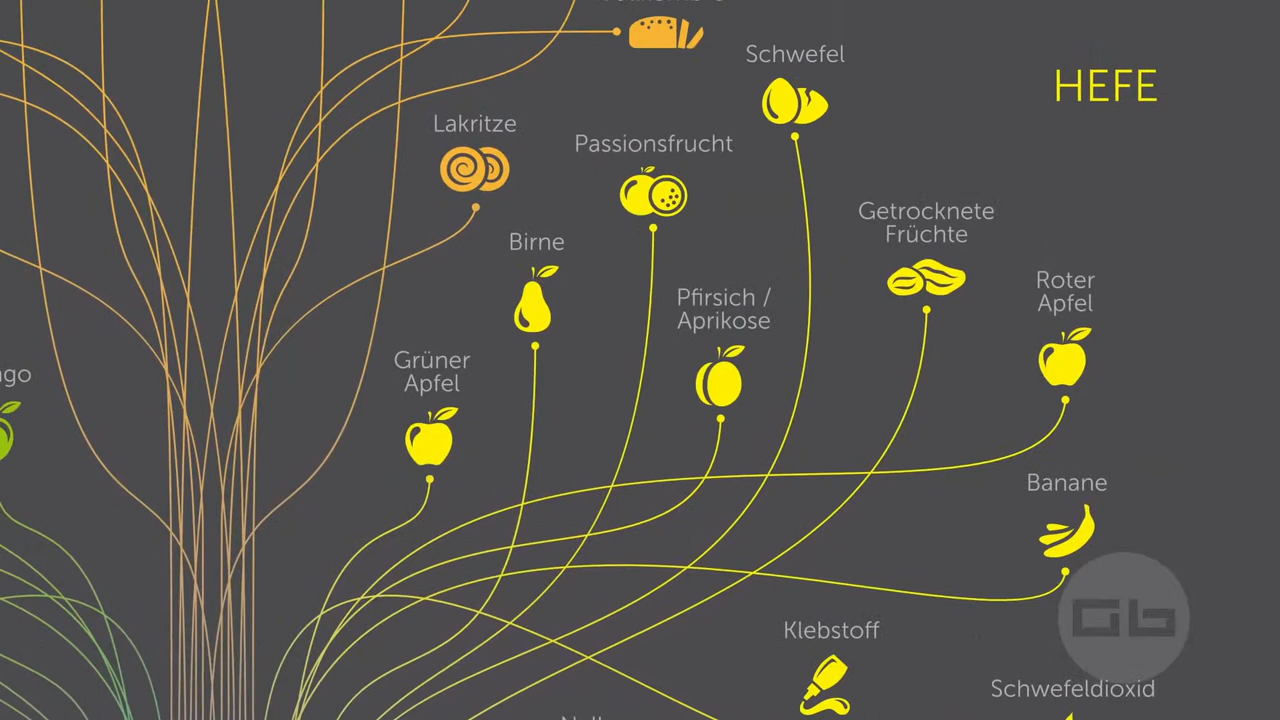 Schwefel
HEFE
Lakritze
Passionsfrucht
Getrocknete
Früchte
Birne
Roter
Apfel
Pfirsich /
Aprikose
Grüner
Apfel
Banane
Klebstoff
Schwefeldioxid